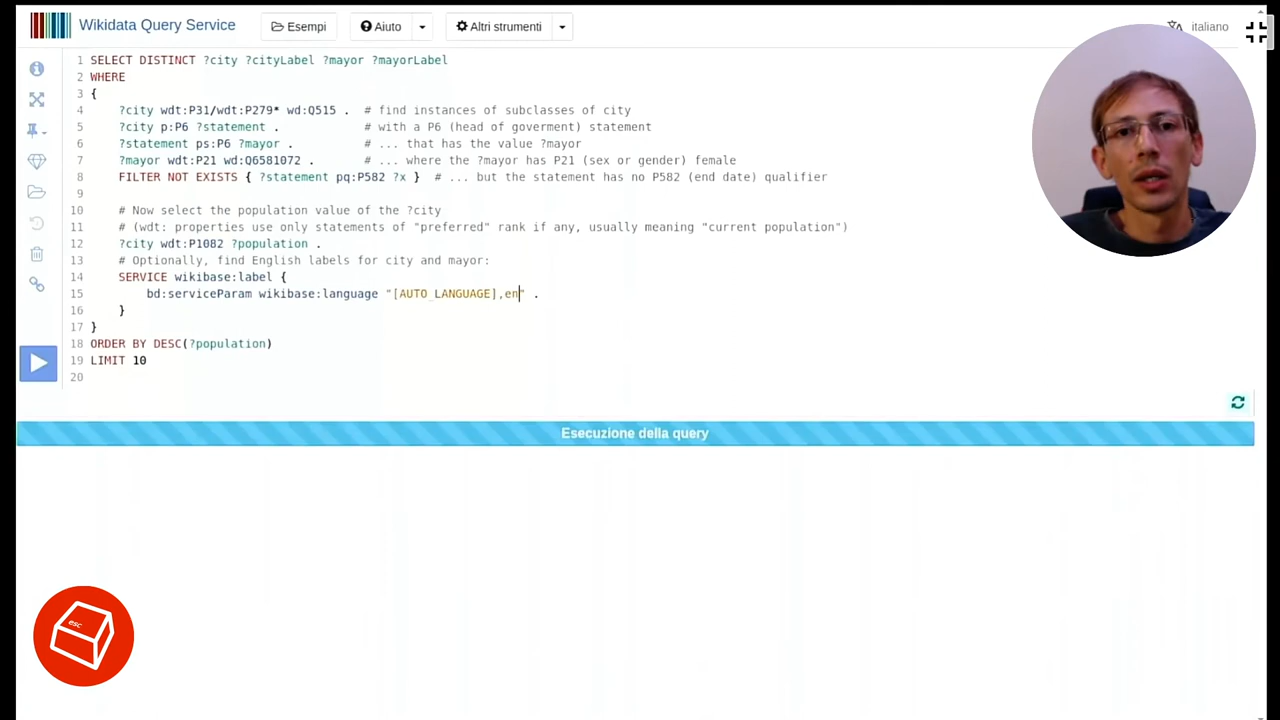 Wikidata Query Service
Esempi
Aiuto
Altri strumenti
italiano
1 SELECT DISTINCT ?city ?cityLabel ?mayor ?mayorLabel
2 WHERE
3 {
4 ?city wdt:P31/wdt:P279* wd:Q515 . # find instances of subclasses of city
5 ?city p:P6 ?statement . # with a P6 (head of goverment) statement
6 ?statement ps:P6 ?mayor . # ... that has the value ?mayor
7 ?mayor wdt:P21 wd:Q6581072 . # ... where the ?mayor has P21 (sex or gender) female
8 FILTER NOT EXISTS { ?statement pq:P582 ?x } # ... but the statement has no P582 (end date) qualifier
9
10 # Now select the population value of the ?city
11 # (wdt: properties use only statements of "preferred" rank if any, usually meaning "current population")
12 ?city wdt:P1082 ?population .
13 # Optionally, find English labels for city and mayor:
14 SERVICE wikibase:label {
15 bd:serviceParam wikibase:language "[AUTO_LANGUAGE],en" .
16 }
17 }
18 ORDER BY DESC(?population)
19 LIMIT 10
20
Esecuzione della query
esc